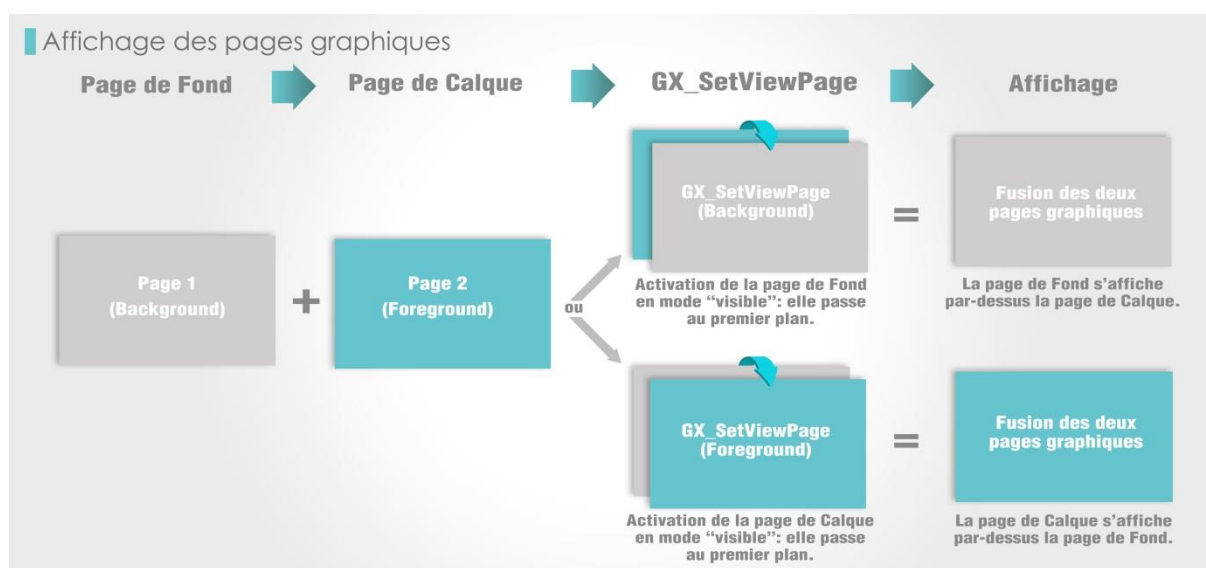 Affichage des pages graphiques
Page de Fond
Page de Calque
GX_SetViewPage
Affichage
Page 1
(Background)
+
Page 2
(Foreground)
ou
GX_SetViewPage
(Background)
=
Fusion des deux
pages graphiques
Activation de la page de Fond
en mode “visible”: elle passe
au premier plan.
La page de Fond s’affiche
par-dessus la page de Calque.
GX_SetViewPage
(Foreground)
=
Fusion des deux
pages graphiques
Activation de la page de Calque
en mode “visible”: elle passe
au premier plan.
La page de Calque s’affiche
par-dessus la page de Fond.